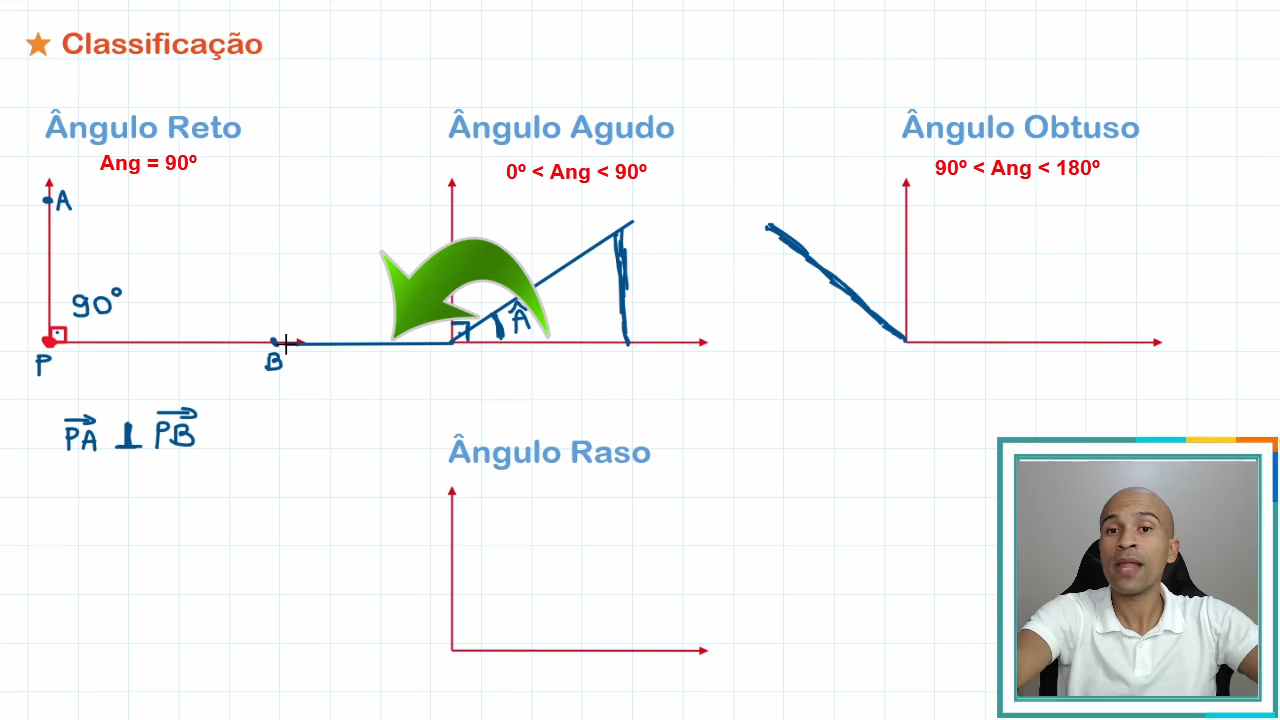 Classificação
Ângulo Reto
Ang = 90º
A
90°
P
B
PA ⊥ PB
Ângulo Agudo
0º < Ang < 90º
Â
Ângulo Obtuso
90º < Ang < 180º
Ângulo Raso